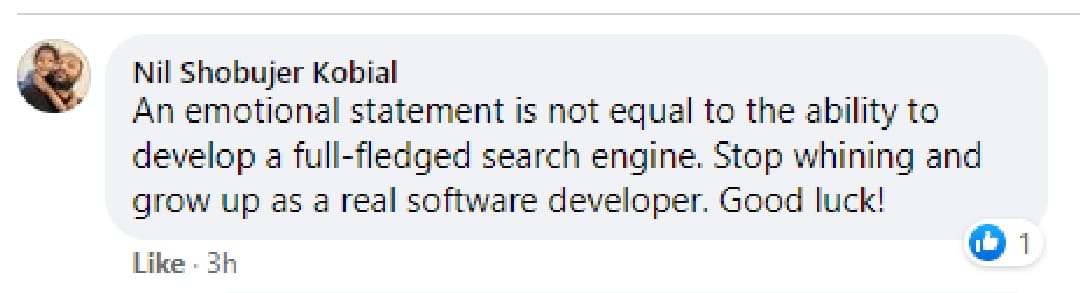 Nil Shobujer Kobial
An emotional statement is not equal to the ability to
develop a full-fledged search engine. Stop whining and
grow up as a real software developer. Good luck!
1
Like · 3h